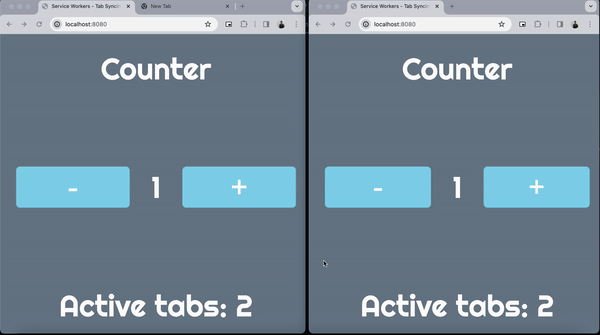 Service Workers - Tab Syncin
New Tab
localhost:8080
Counter
-
1
+
Active tabs: 2
Service Workers - Tab Syncin
localhost:8080
Counter
-
1
+
Active tabs: 2